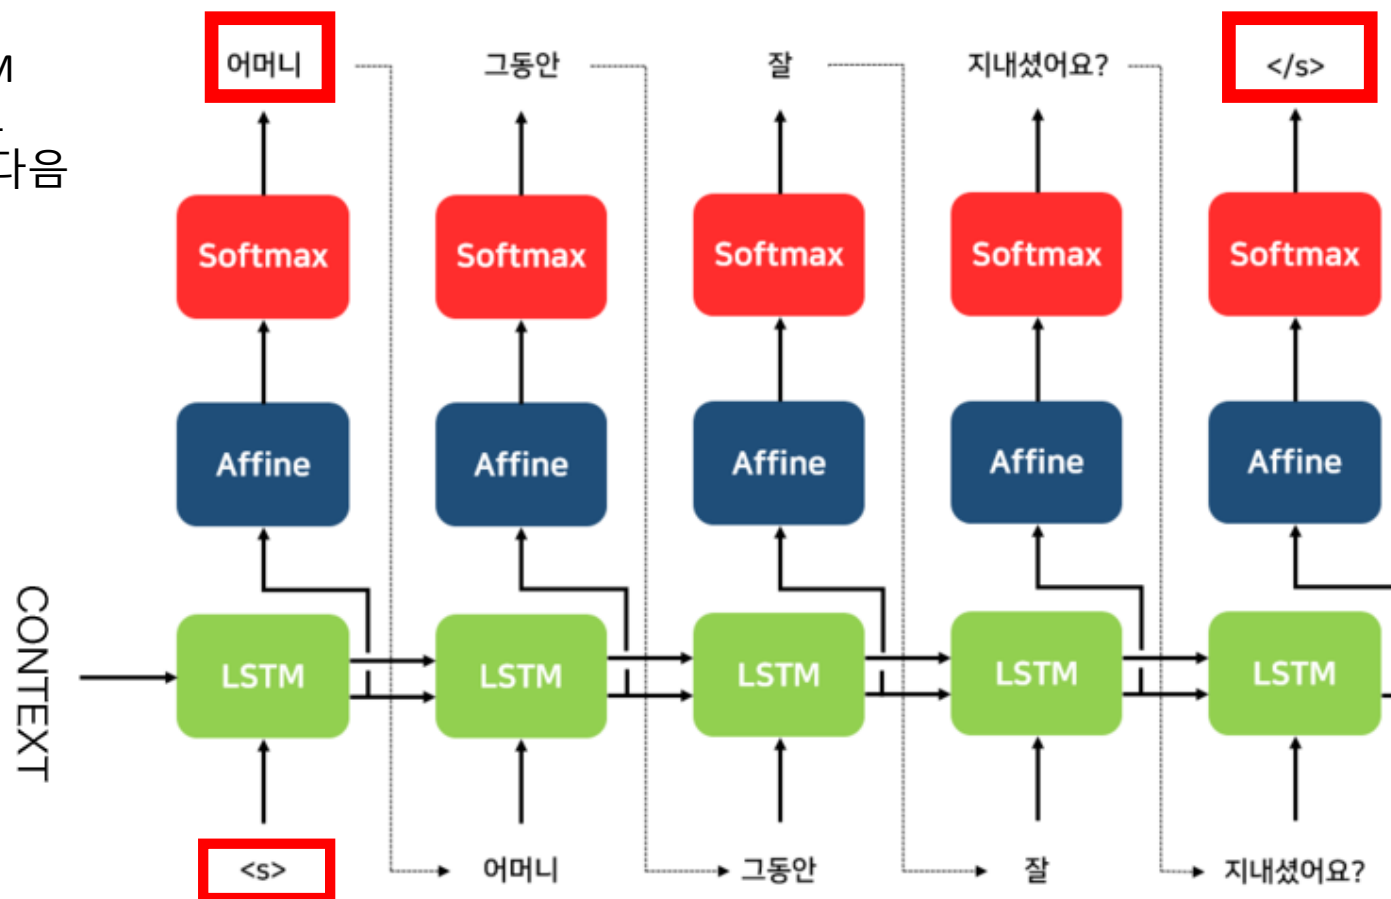 M
다음
어머니 그동안 잘 지내셨어요? </s>
Softmax Softmax Softmax Softmax Softmax
Affine Affine Affine Affine Affine
CONTEXT
LSTM LSTM LSTM LSTM LSTM
<s> 어머니 그동안 잘 지내셨어요?